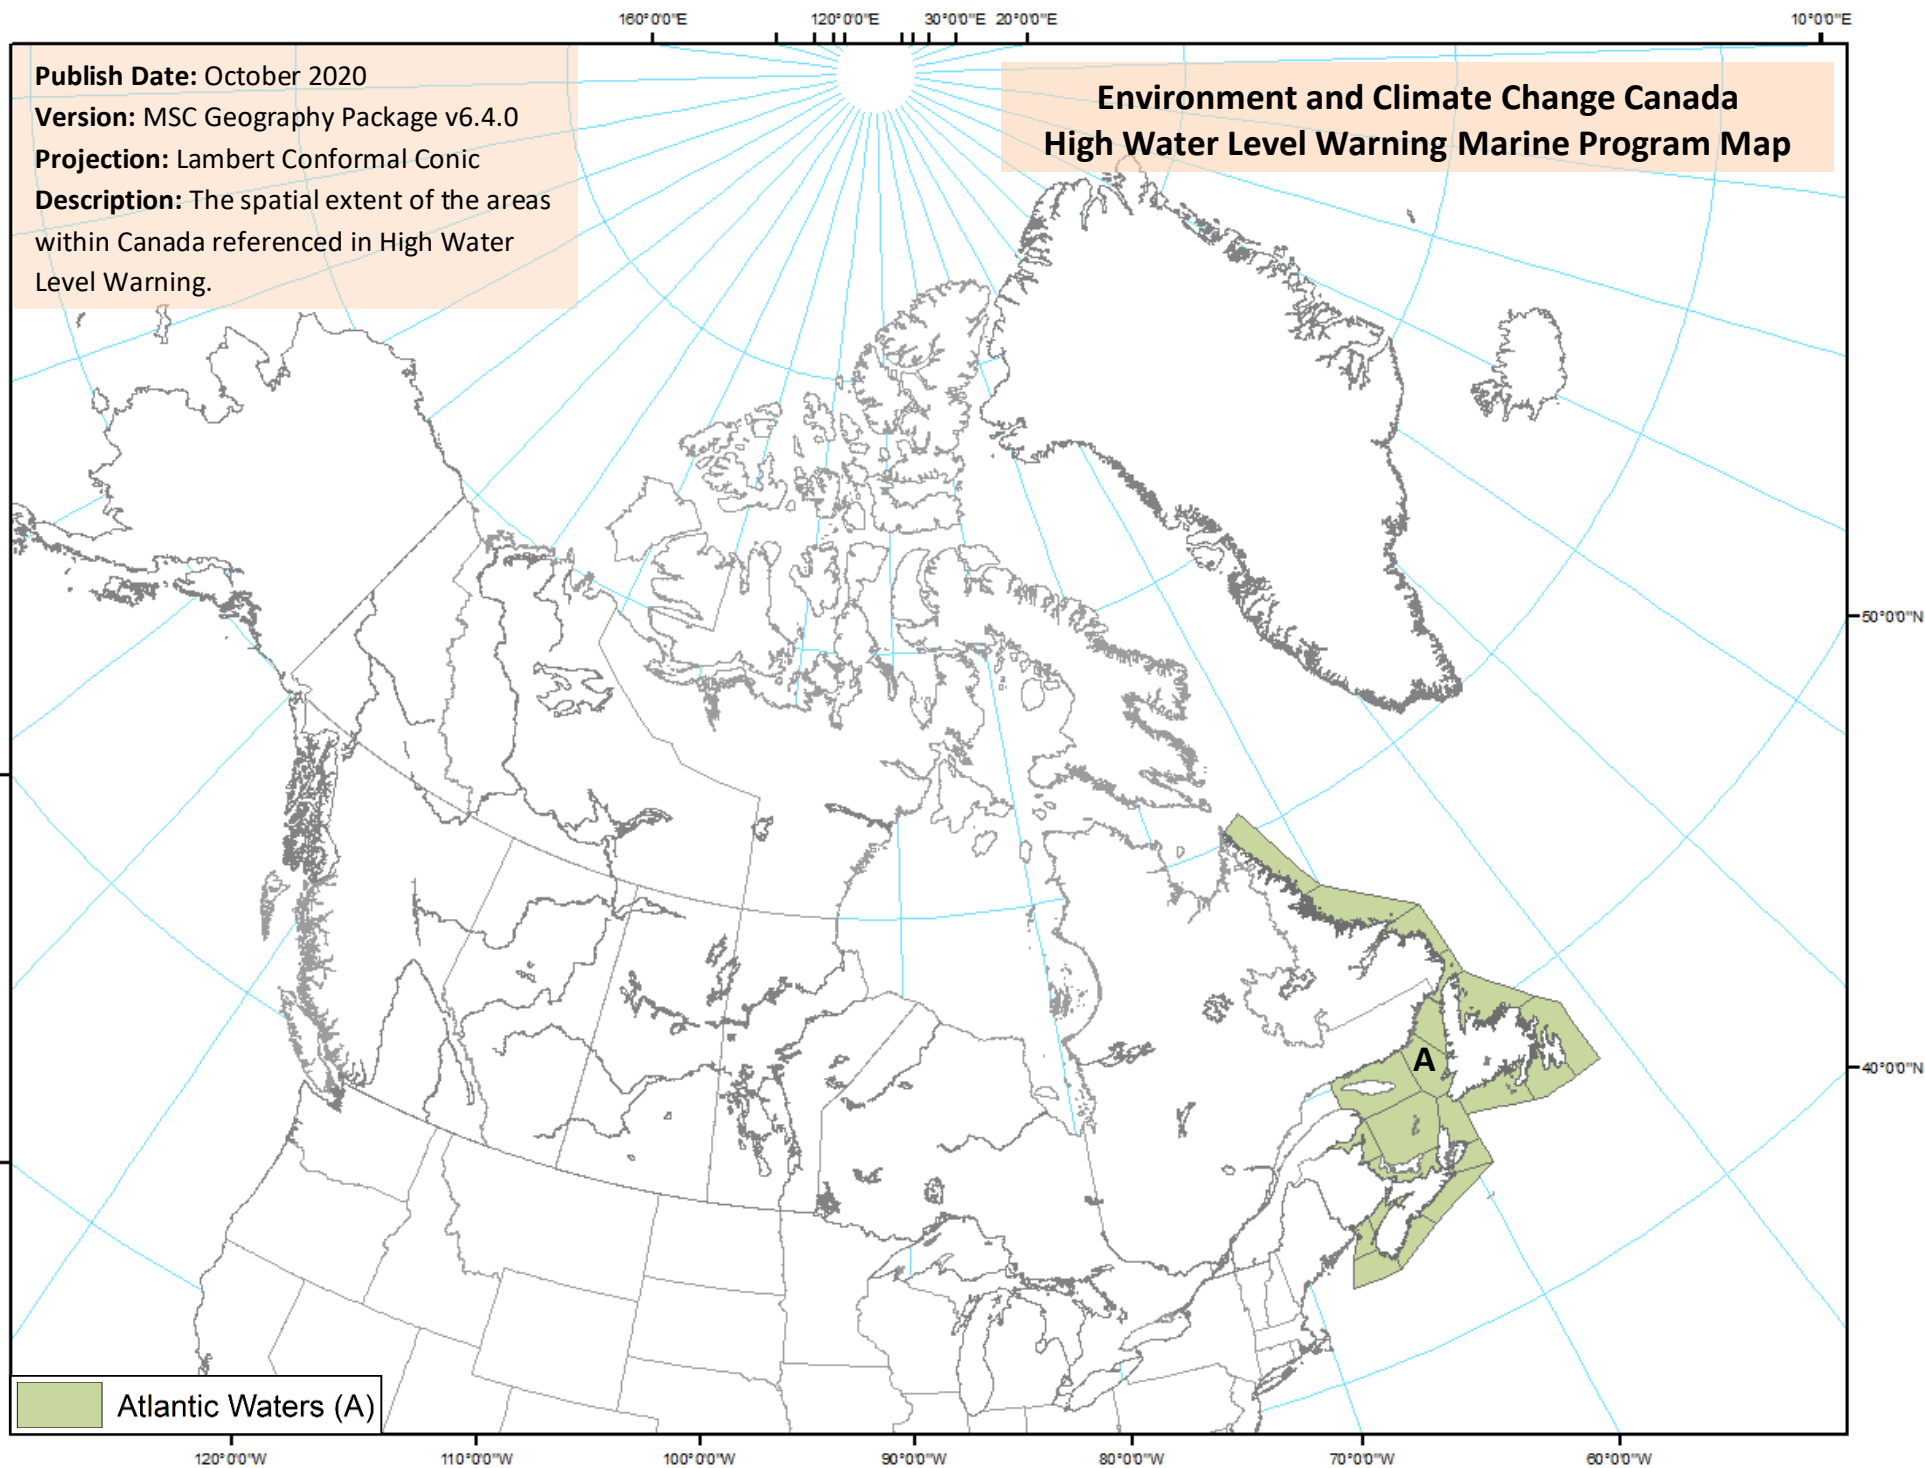 160°0'0"E 120°0'0"E 30°0'0"E 20°0'0"E 10°0'0"E
Publish Date: October 2020
Version: MSC Geography Package v6.4.0
Projection: Lambert Conformal Conic
Description: The spatial extent of the areas
within Canada referenced in High Water
Level Warning.
Environment and Climate Change Canada
High Water Level Warning Marine Program Map
50°0'0"N
A
40°0'0"N
Atlantic Waters (A)
120°0'0"W 110°0'0"W 100°0'0"W 90°0'0"W 80°0'0"W 70°0'0"W 60°0'0"W